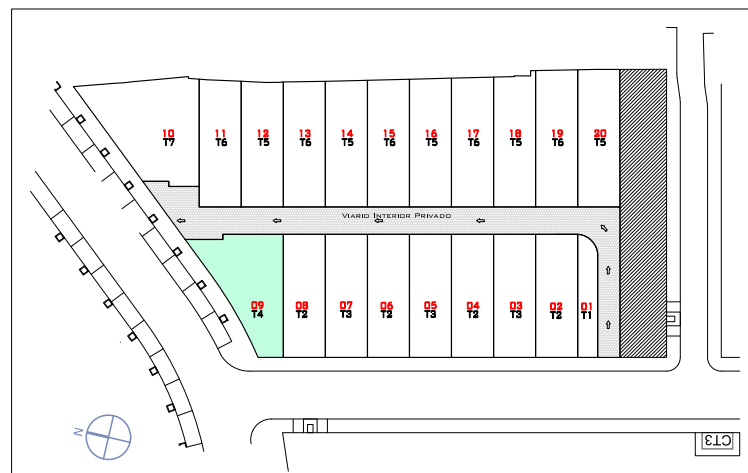 10 11 12 13 14 15 16 17 18 19 20
T7 T6 T5 T6 T5 T6 T5 T6 T5 T6 T5
Viario Interior Privado
09 08 07 06 05 04 03 02 01
T4 T2 T3 T2 T3 T2 T3 T2 T1
N
CT3